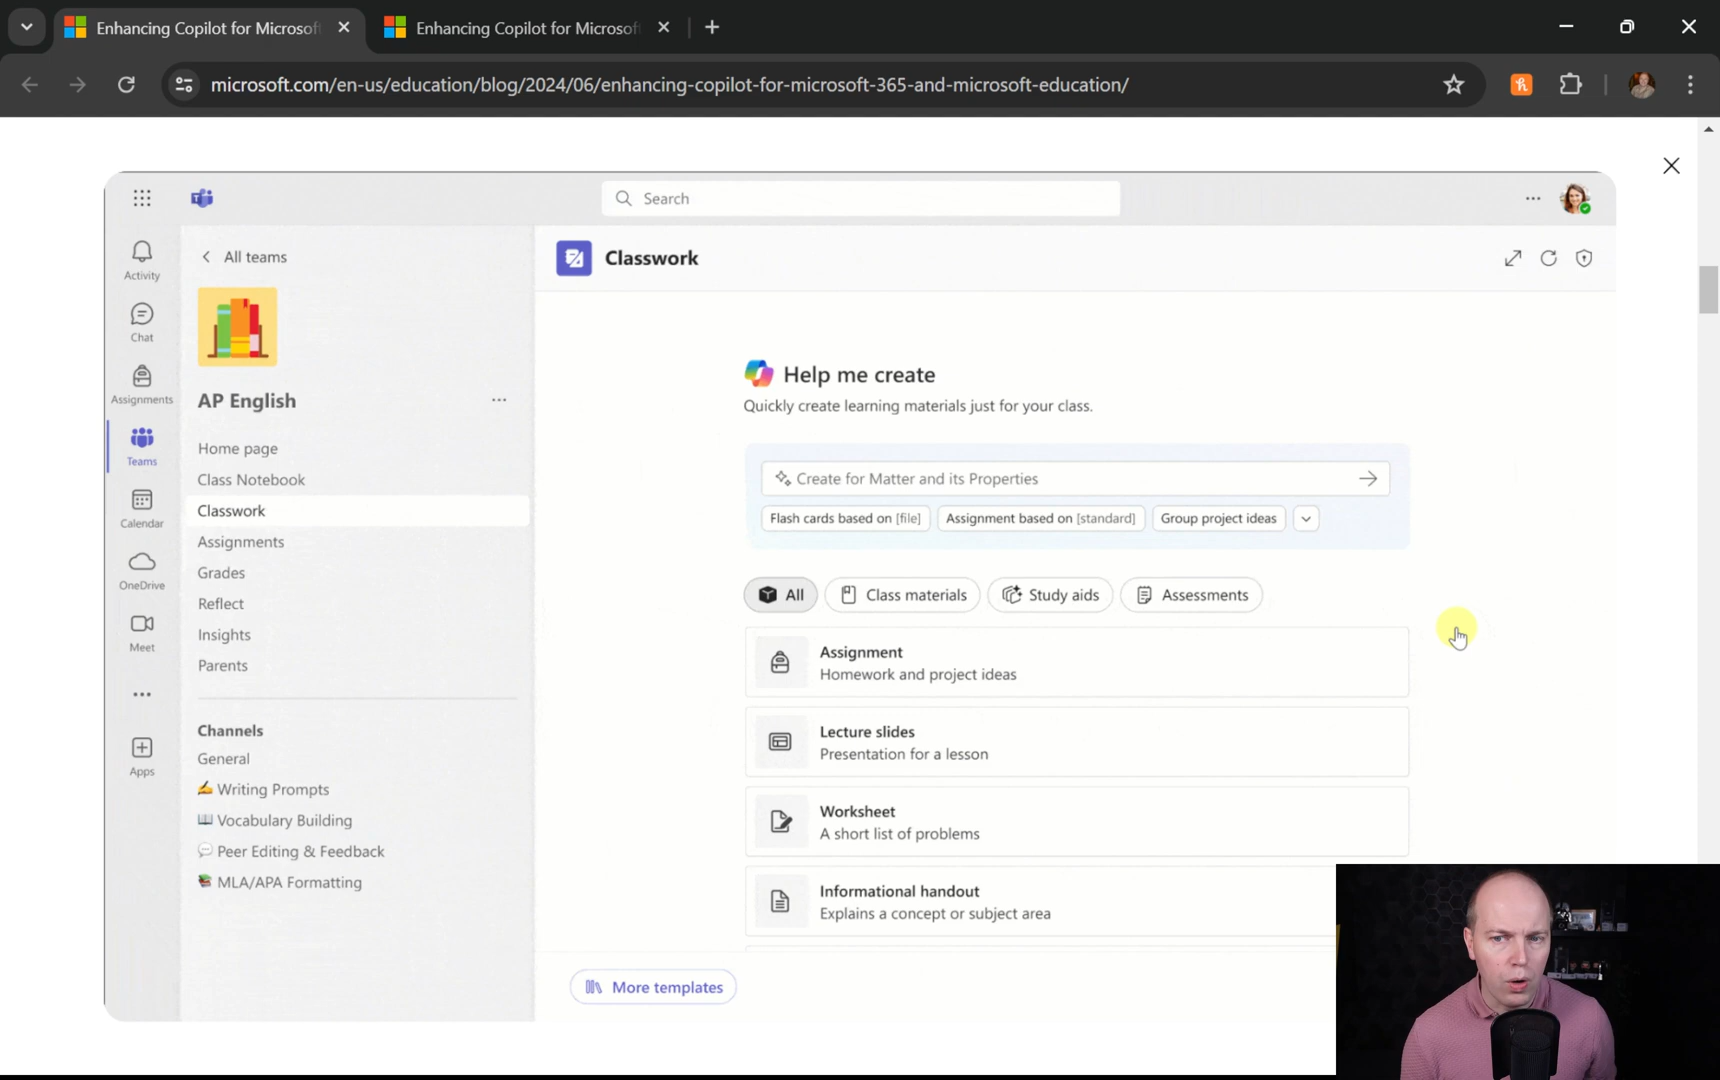 Enhancing Copilot for Microsof
Enhancing Copilot for Microsof
microsoft.com/en-us/education/blog/2024/06/enhancing-copilot-for-microsoft-365-and-microsoft-education/
Search
Activity
Chat
Assignments
Teams
Calendar
OneDrive
Meet
Apps
All teams
AP English
Home page
Class Notebook
Classwork
Assignments
Grades
Reflect
Insights
Parents
Channels
General
✍️ Writing Prompts
📖 Vocabulary Building
💬 Peer Editing & Feedback
📚 MLA/APA Formatting
Classwork
Help me create
Quickly create learning materials just for your class.
Create for Matter and its Properties
Flash cards based on [file] Assignment based on [standard] Group project ideas
All Class materials Study aids Assessments
Assignment
Homework and project ideas
Lecture slides
Presentation for a lesson
Worksheet
A short list of problems
Informational handout
Explains a concept or subject area
More templates